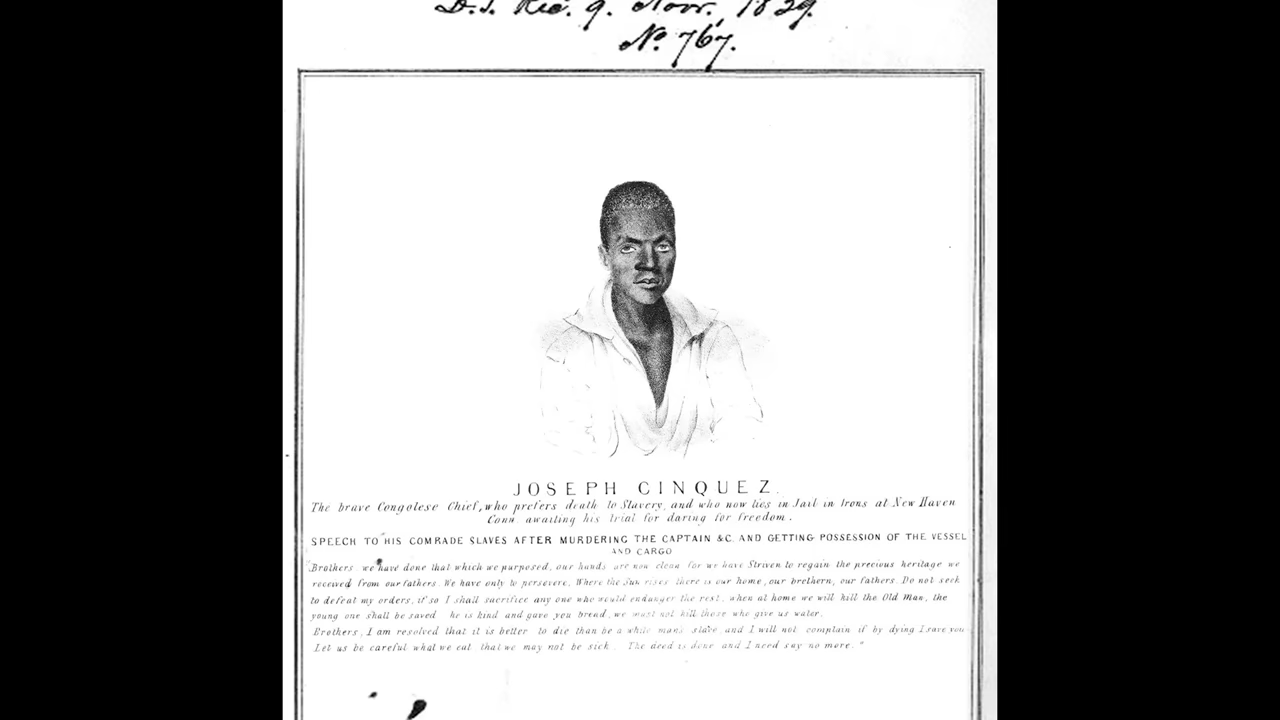 D.S. Rec. 9. Novr. 1839.
No. 767.
JOSEPH CINQUEZ.
The brave Congolese Chief, who prefers death to Slavery, and who now lies in Jail in Irons at New Haven
Conn awaiting his trial for daring for freedom.
SPEECH TO HIS COMRADE SLAVES AFTER MURDERING THE CAPTAIN &C. AND GETTING POSSESSION OF THE VESSEL
AND CARGO
"Brothers we have done that which we purposed, our hands are now clean for we have Striven to regain the precious heritage we
received from our fathers. We have only to persevere. Where the Sun rises there is our home, our brethern, our fathers. Do not seek
to defeat my orders, if so I shall sacrifice any one who would endanger the rest, when at home we will kill the Old Man, the
young one shall be saved he is kind and gave you bread, we must not kill those who give us water.
Brothers, I am resolved that it is better to die than be a white man's slave, and I will not complain if by dying I save you.
Let us be careful what we eat that we may not be sick. The deed is done and I need say no more."